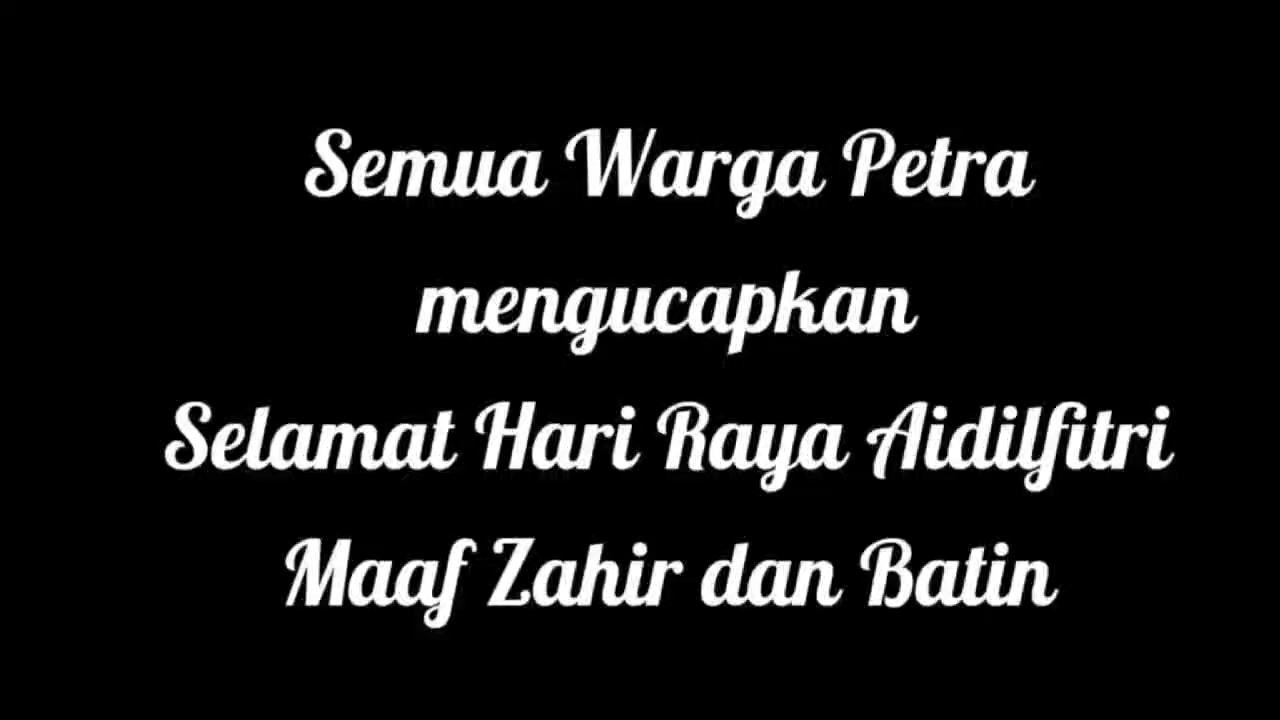 Semua Warga Petra
mengucapkan
Selamat Hari Raya Aidilfitri
Maaf Zahir dan Batin